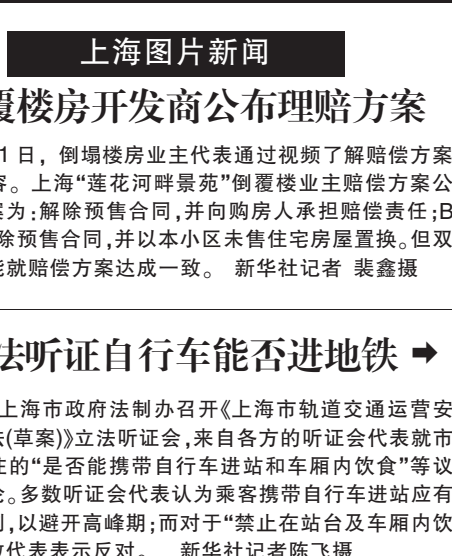 上海图片新闻
覆楼房开发商公布理赔方案
1日，倒塌楼房业主代表通过视频了解赔偿方案
容。上海“莲花河畔景苑”倒覆楼业主赔偿方案公
案为：解除预售合同，并向购房人承担赔偿责任；B
除预售合同，并以本小区未售住宅房屋置换。但双
能就赔偿方案达成一致。 新华社记者 裴鑫摄
法听证自行车能否进地铁 ➡
上海市政府法制办召开《上海市轨道交通运营安
法(草案)》立法听证会，来自各方的听证会代表就市
注的“是否能携带自行车进站和车厢内饮食”等议
论。多数听证会代表认为乘客携带自行车进站应有
制，以避开高峰期；而对于“禁止在站台及车厢内饮
数代表表示反对。 新华社记者陈飞摄